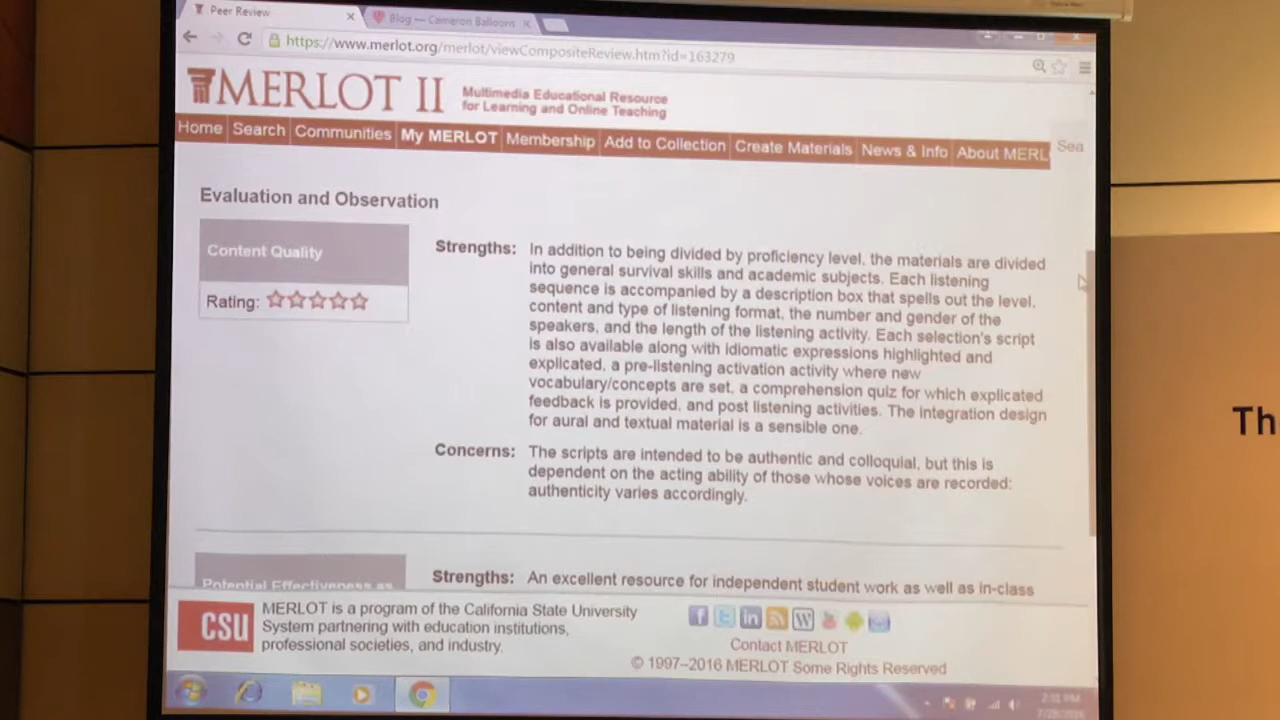 Peer Review
Blog — Cameron Balloons
https://www.merlot.org/merlot/viewCompositeReview.htm?id=163279
MERLOT II
Multimedia Educational Resource
for Learning and Online Teaching
Home Search Communities My MERLOT Membership Add to Collection Create Materials News & Info About MERL
Sea
Evaluation and Observation
Content Quality
Rating:
Strengths: In addition to being divided by proficiency level, the materials are divided
into general survival skills and academic subjects. Each listening
sequence is accompanied by a description box that spells out the level,
content and type of listening format, the number and gender of the
speakers, and the length of the listening activity. Each selection's script
is also available along with idiomatic expressions highlighted and
explicated, a pre-listening activation activity where new
vocabulary/concepts are set, a comprehension quiz for which explicated
feedback is provided, and post listening activities. The integration design
for aural and textual material is a sensible one.
Concerns: The scripts are intended to be authentic and colloquial, but this is
dependent on the acting ability of those whose voices are recorded:
authenticity varies accordingly.
Potential Effectiveness as
Strengths: An excellent resource for independent student work as well as in-class
CSU
MERLOT is a program of the California State University
System partnering with education institutions,
professional societies, and industry.
Contact MERLOT
© 1997–2016 MERLOT Some Rights Reserved
Th